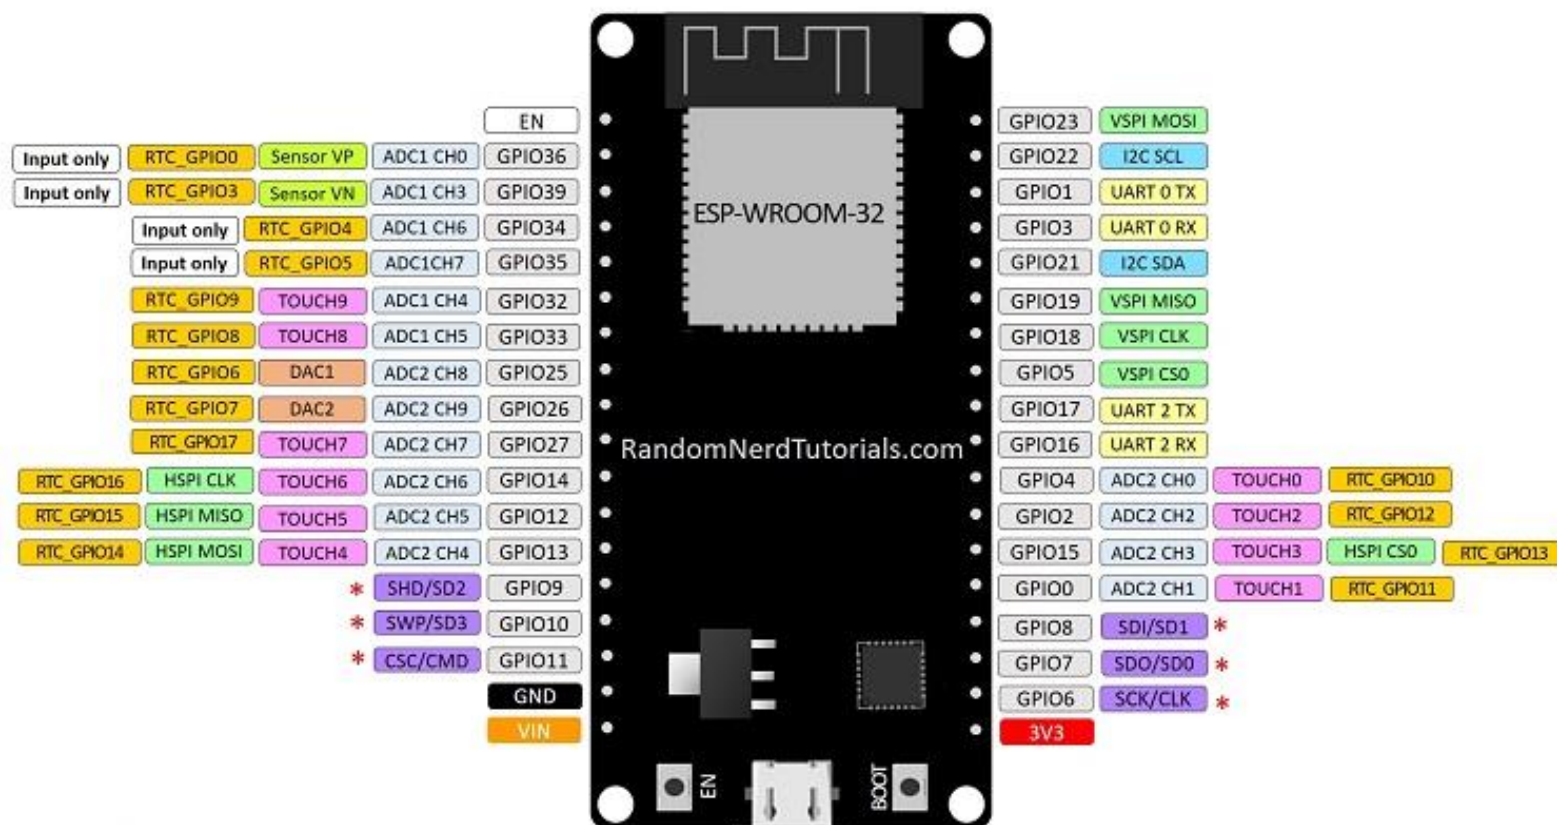 EN GPIO23 VSPI MOSI
Input only RTC_GPIO0 Sensor VP ADC1 CH0 GPIO36 GPIO22 I2C SCL
Input only RTC_GPIO3 Sensor VN ADC1 CH3 GPIO39 GPIO1 UART 0 TX
Input only RTC_GPIO4 ADC1 CH6 GPIO34 ESP-WROOM-32 GPIO3 UART 0 RX
Input only RTC_GPIO5 ADC1CH7 GPIO35 GPIO21 I2C SDA
RTC_GPIO9 TOUCH9 ADC1 CH4 GPIO32 GPIO19 VSPI MISO
RTC_GPIO8 TOUCH8 ADC1 CH5 GPIO33 GPIO18 VSPI CLK
RTC_GPIO6 DAC1 ADC2 CH8 GPIO25 GPIO5 VSPI CS0
RTC_GPIO7 DAC2 ADC2 CH9 GPIO26 GPIO17 UART 2 TX
RTC_GPIO17 TOUCH7 ADC2 CH7 GPIO27 RandomNerdTutorials.com GPIO16 UART 2 RX
RTC_GPIO16 HSPI CLK TOUCH6 ADC2 CH6 GPIO14 GPIO4 ADC2 CH0 TOUCH0 RTC_GPIO10
RTC_GPIO15 HSPI MISO TOUCH5 ADC2 CH5 GPIO12 GPIO2 ADC2 CH2 TOUCH2 RTC_GPIO12
RTC_GPIO14 HSPI MOSI TOUCH4 ADC2 CH4 GPIO13 GPIO15 ADC2 CH3 TOUCH3 HSPI CS0 RTC_GPIO13
* SHD/SD2 GPIO9 GPIO0 ADC2 CH1 TOUCH1 RTC_GPIO11
* SWP/SD3 GPIO10 GPIO8 SDI/SD1 *
* CSC/CMD GPIO11 GPIO7 SDO/SD0 *
GND GPIO6 SCK/CLK *
VIN 3V3
EN BOOT